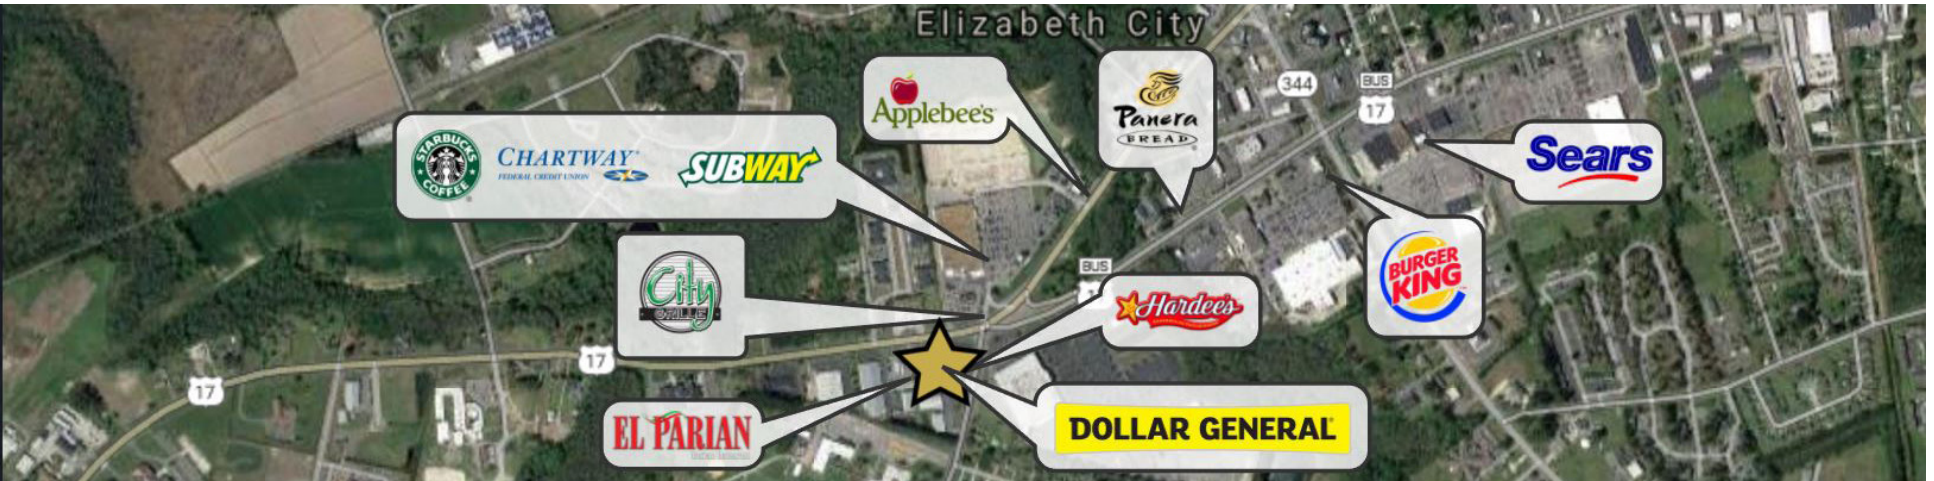 Elizabeth City
Applebee's
Panera
BREAD
344
BUS
17
STARBUCKS
COFFEE
CHARTWAY
FEDERAL CREDIT UNION
SUBWAY
Sears
City
GRILLE
BUS
Hardee's
BURGER
KING
17
17
EL PARIAN
DOLLAR GENERAL